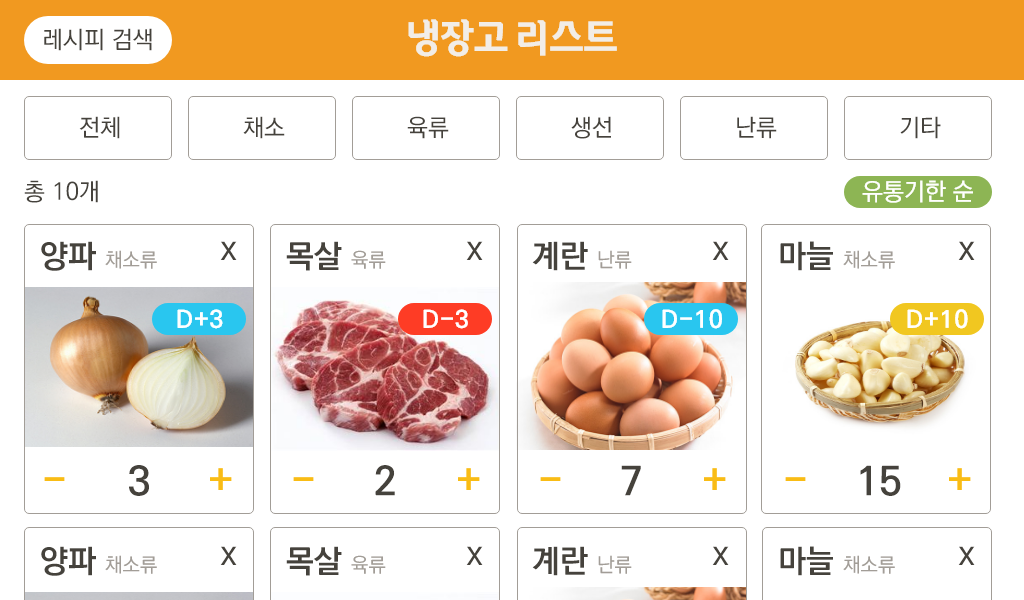 레시피 검색
냉장고 리스트
전체 채소 육류 생선 난류 기타
총 10개
유통기한 순
양파 채소류 X
목살 육류 X
계란 난류 X
마늘 채소류 X
D+3
D-3
D-10
D+10
- 3 +
- 2 +
- 7 +
- 15 +
양파 채소류 X
목살 육류 X
계란 난류 X
마늘 채소류 X